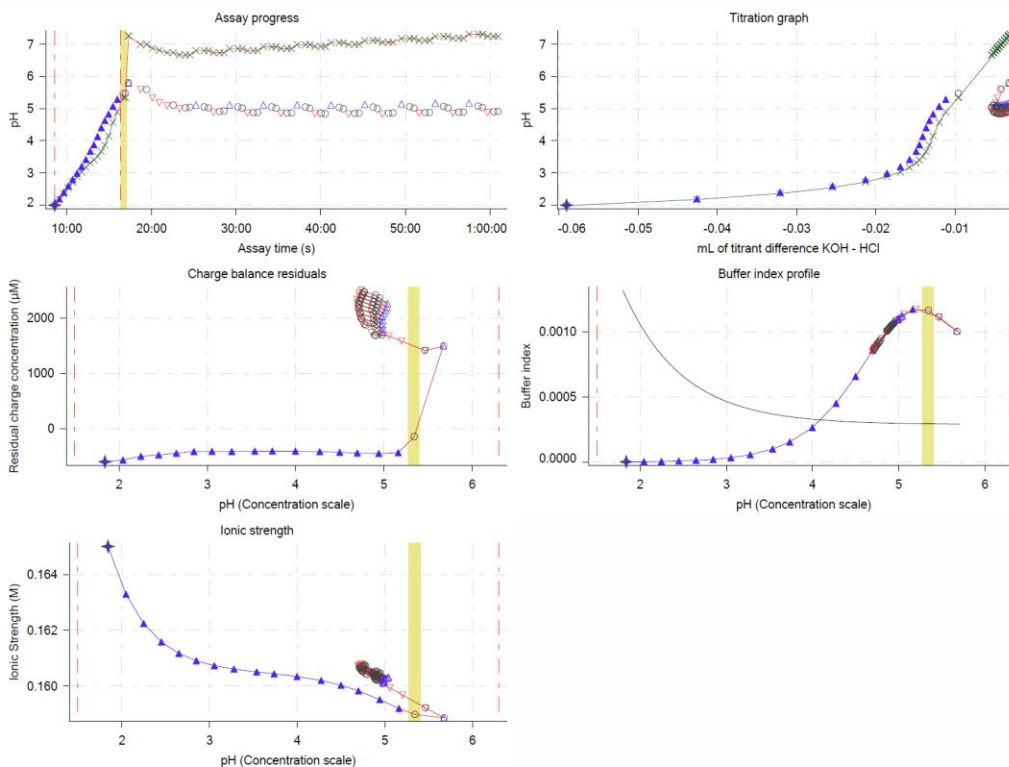 Assay progress
pH
7
6
5
4
3
2
10:00 20:00 30:00 40:00 50:00 1:00:00
Assay time (s)
Titration graph
pH
7
6
5
4
3
2
-0.06 -0.05 -0.04 -0.03 -0.02 -0.01
mL of titrant difference KOH - HCl
Charge balance residuals
Residual charge concentration (µM)
2000
1000
0
2 3 4 5 6
pH (Concentration scale)
Buffer index profile
Buffer index
0.0010
0.0005
0.0000
2 3 4 5 6
pH (Concentration scale)
Ionic strength
Ionic Strength (M)
0.164
0.162
0.160
2 3 4 5 6
pH (Concentration scale)